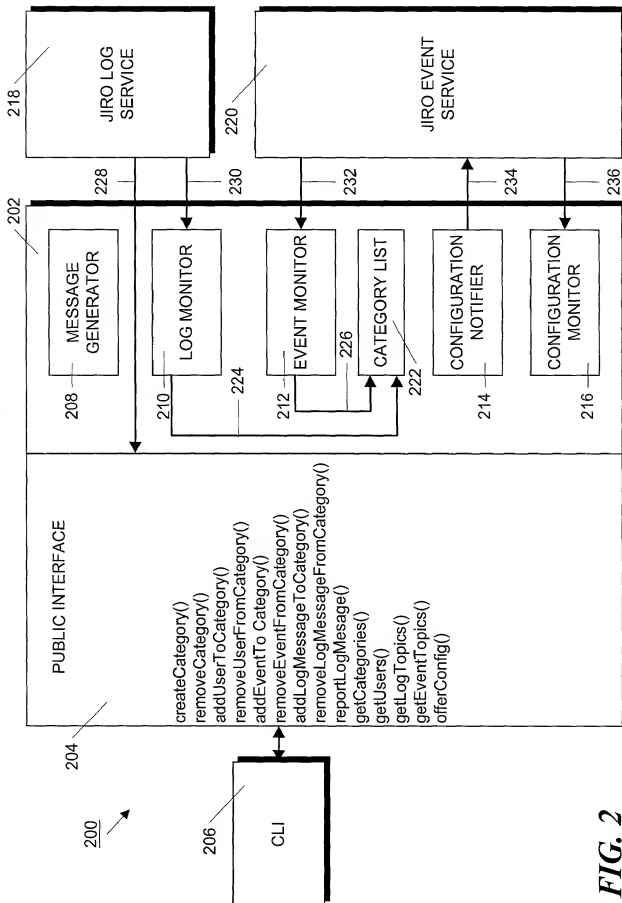 200
206
CLI
204
PUBLIC INTERFACE
createCategory()
removeCategory()
addUserToCategory()
removeUserFromCategory()
addEventTo Category()
removeEventFromCategory()
addLogMessageToCategory()
removeLogMessageFromCategory()
reportLogMesage()
getCategories()
getUsers()
getLogTopics()
getEventTopics()
offerConfig()
202
208
MESSAGE
GENERATOR
228
210
LOG MONITOR
230
224
212
EVENT MONITOR
232
226
CATEGORY LIST
222
CONFIGURATION
NOTIFIER
214
234
CONFIGURATION
MONITOR
216
236
218
JIRO LOG
SERVICE
220
JIRO EVENT
SERVICE
FIG. 2